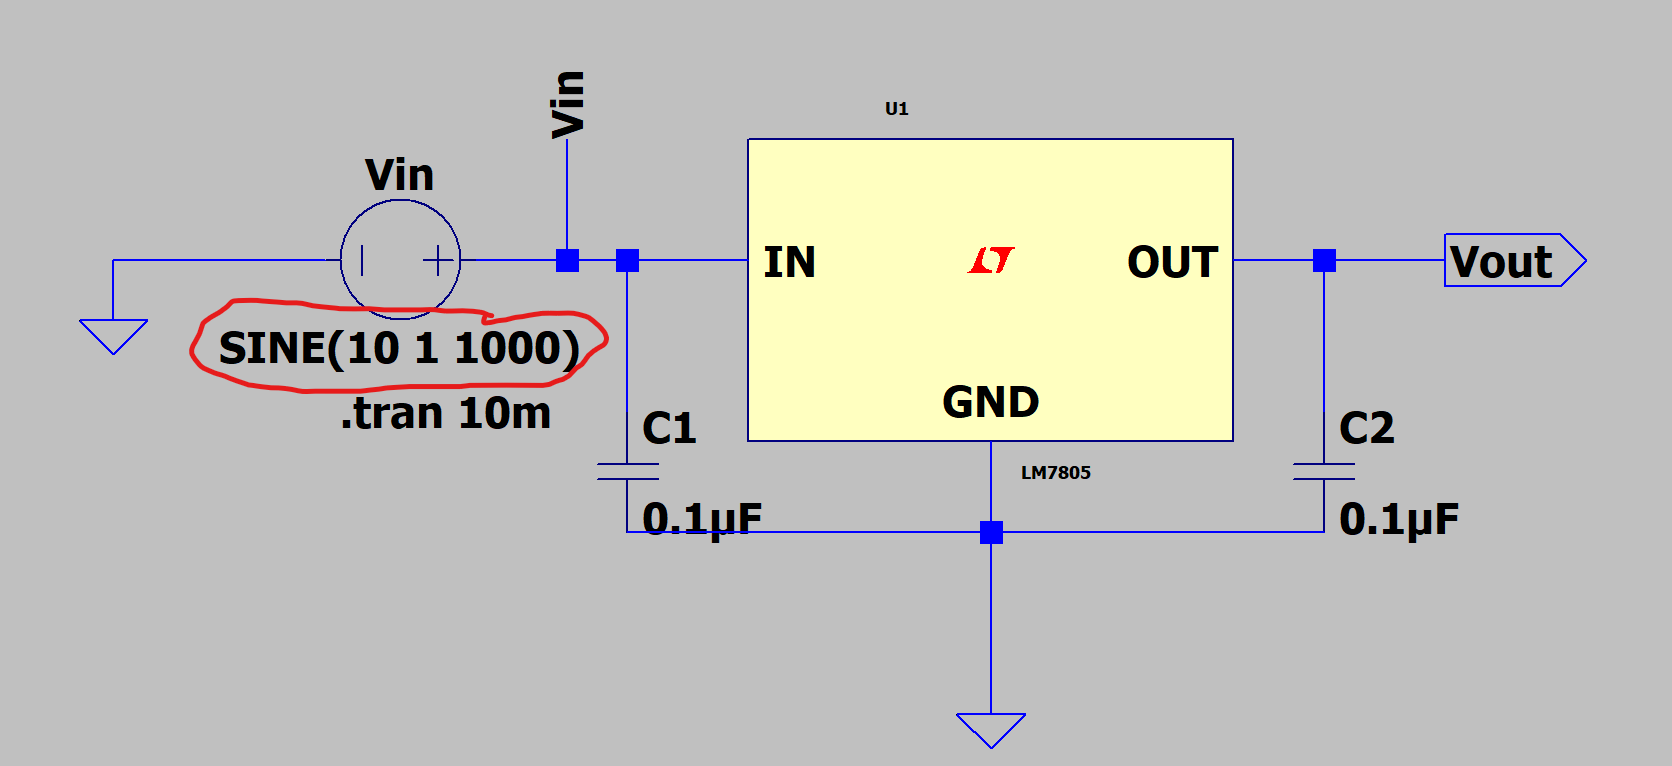 Vin
U1
Vin
IN
OUT
Vout
SINE(10 1 1000)
.tran 10m
GND
C1
C2
LM7805
0.1µF
0.1µF